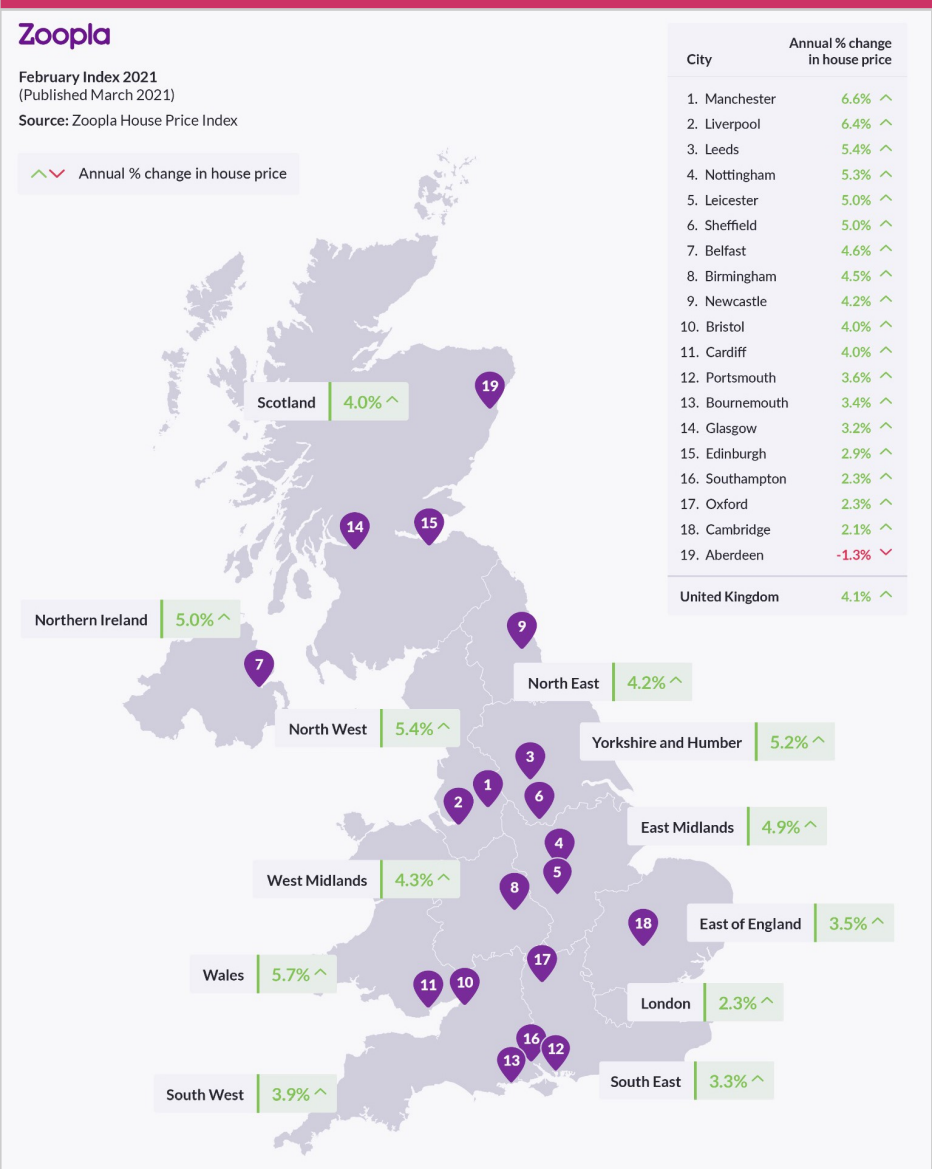 Zoopla
February Index 2021
(Published March 2021)
Source: Zoopla House Price Index
Annual % change in house price
City
Annual % change
in house price
1. Manchester 6.6%
2. Liverpool 6.4%
3. Leeds 5.4%
4. Nottingham 5.3%
5. Leicester 5.0%
6. Sheffield 5.0%
7. Belfast 4.6%
8. Birmingham 4.5%
9. Newcastle 4.2%
10. Bristol 4.0%
11. Cardiff 4.0%
12. Portsmouth 3.6%
13. Bournemouth 3.4%
14. Glasgow 3.2%
15. Edinburgh 2.9%
16. Southampton 2.3%
17. Oxford 2.3%
18. Cambridge 2.1%
19. Aberdeen -1.3%
United Kingdom 4.1%
19
Scotland 4.0%
14
15
Northern Ireland 5.0%
9
7
North East 4.2%
North West 5.4%
Yorkshire and Humber 5.2%
3
1
2
6
East Midlands 4.9%
4
5
West Midlands 4.3%
8
18
East of England 3.5%
17
Wales 5.7%
11
10
London 2.3%
16
12
13
South East 3.3%
South West 3.9%